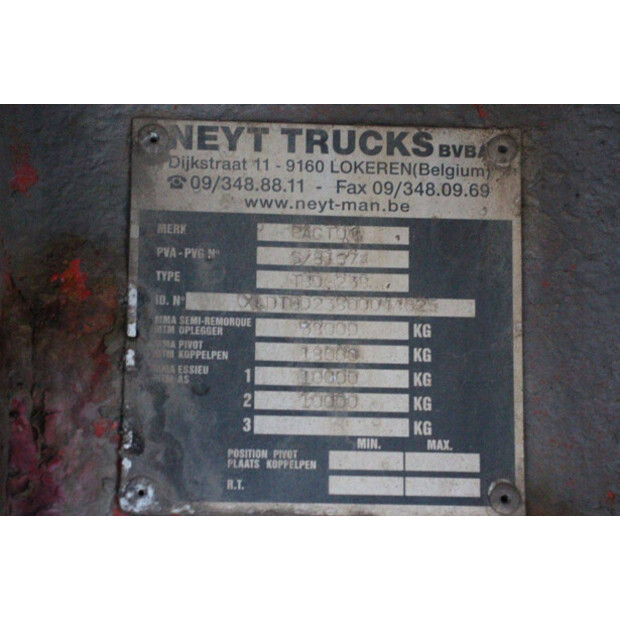 NEYT TRUCKS BVBA
Dijkstraat 11 - 9160 LOKEREN(Belgium)
☎ 09/348.88.11 - Fax 09/348.09.69
www.neyt-man.be
MERK PACTON
PVA - PVG N°
TYPE
ID. N°
MMA SEMI-REMORQUE
MTM OPLEGGER KG
MMA PIVOT
MTM KOPPELPEN 18000 KG
MMA ESSIEU
MTM AS 1 10000 KG
2 10000 KG
3 KG
MIN. MAX.
POSITION PIVOT
PLAATS KOPPELPEN
R.T.